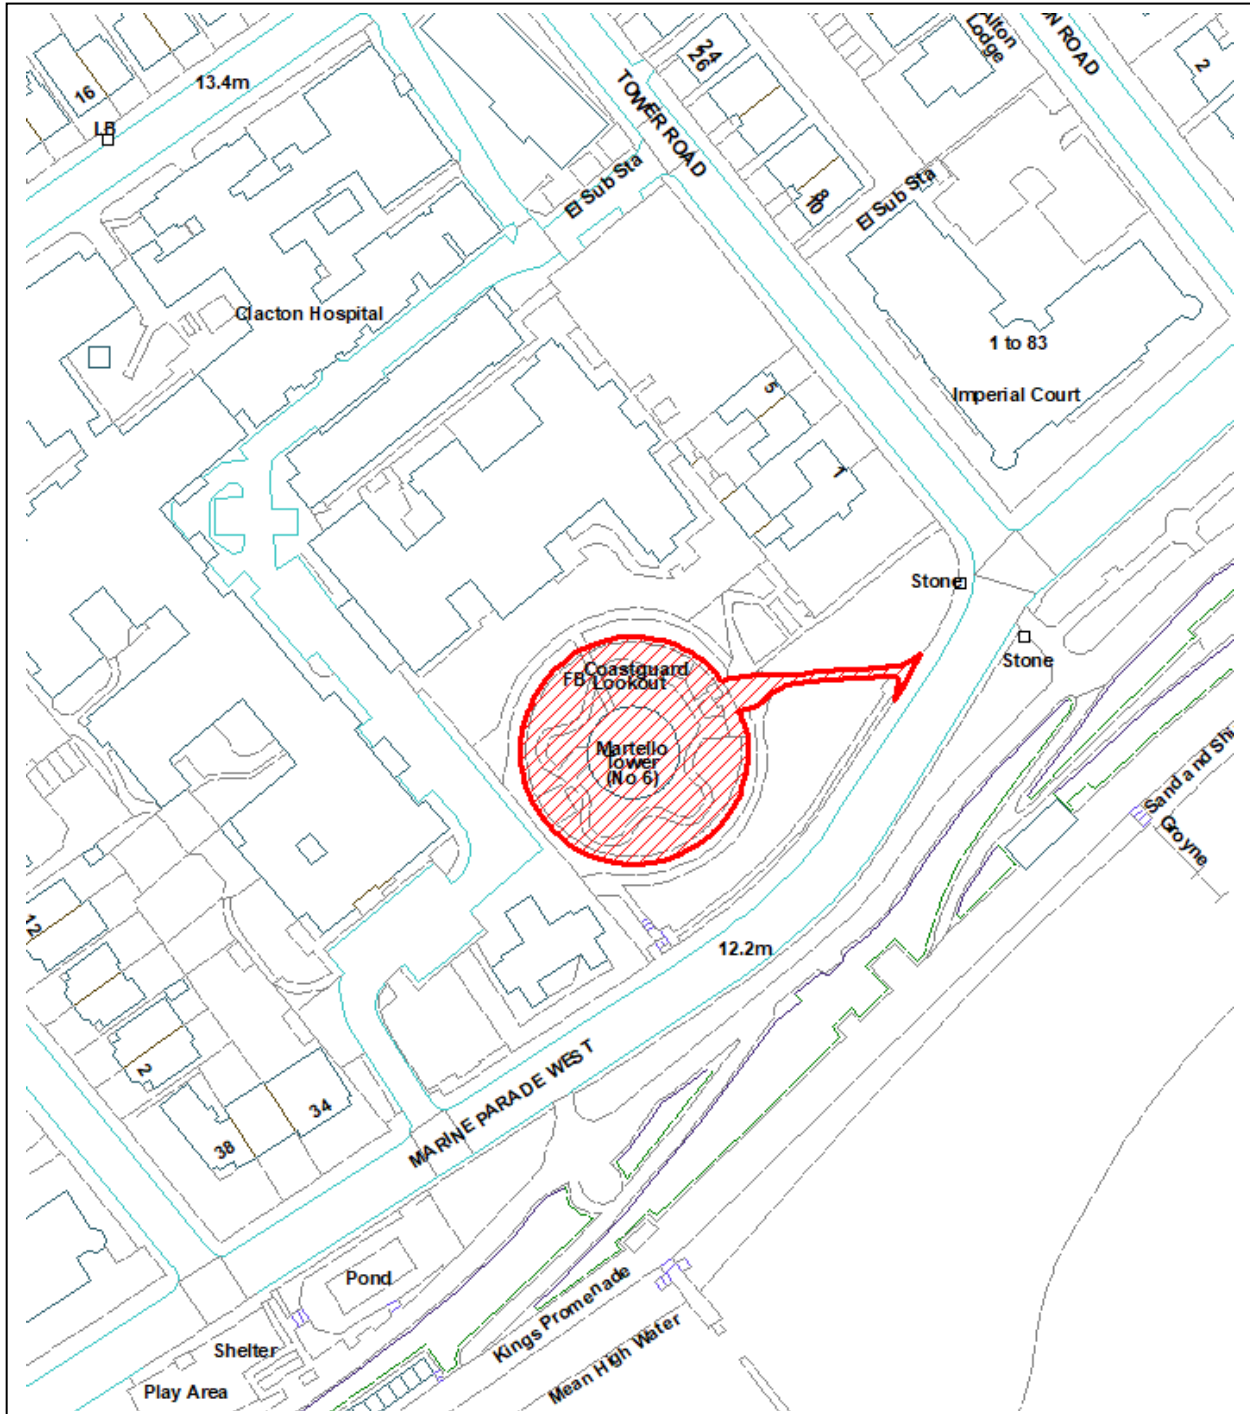 16
13.4m
LB
24
26
TOWER ROAD
Alton
Lodge
ON ROAD
2
El Sub Sta
8
10
El Sub Sta
Clacton Hospital
1 to 83
Imperial Court
5
1
Stone
Stone
Coastguard
FB Lookout
Martello
Tower
(No 6)
Sand and Shi
Groyne
12
12.2m
2
MARINE PARADE WEST
34
38
Pond
Kings Promenade
Shelter
Mean High Water
Play Area